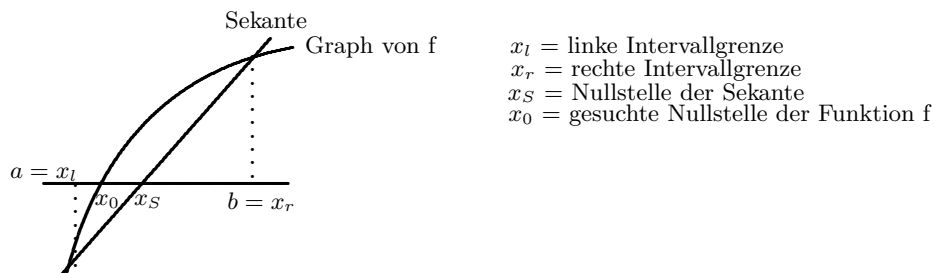 Sekante
Graph von f
a = x_l
x_0
x_S
b = x_r
x_l = linke Intervallgrenze
x_r = rechte Intervallgrenze
x_S = Nullstelle der Sekante
x_0 = gesuchte Nullstelle der Funktion f